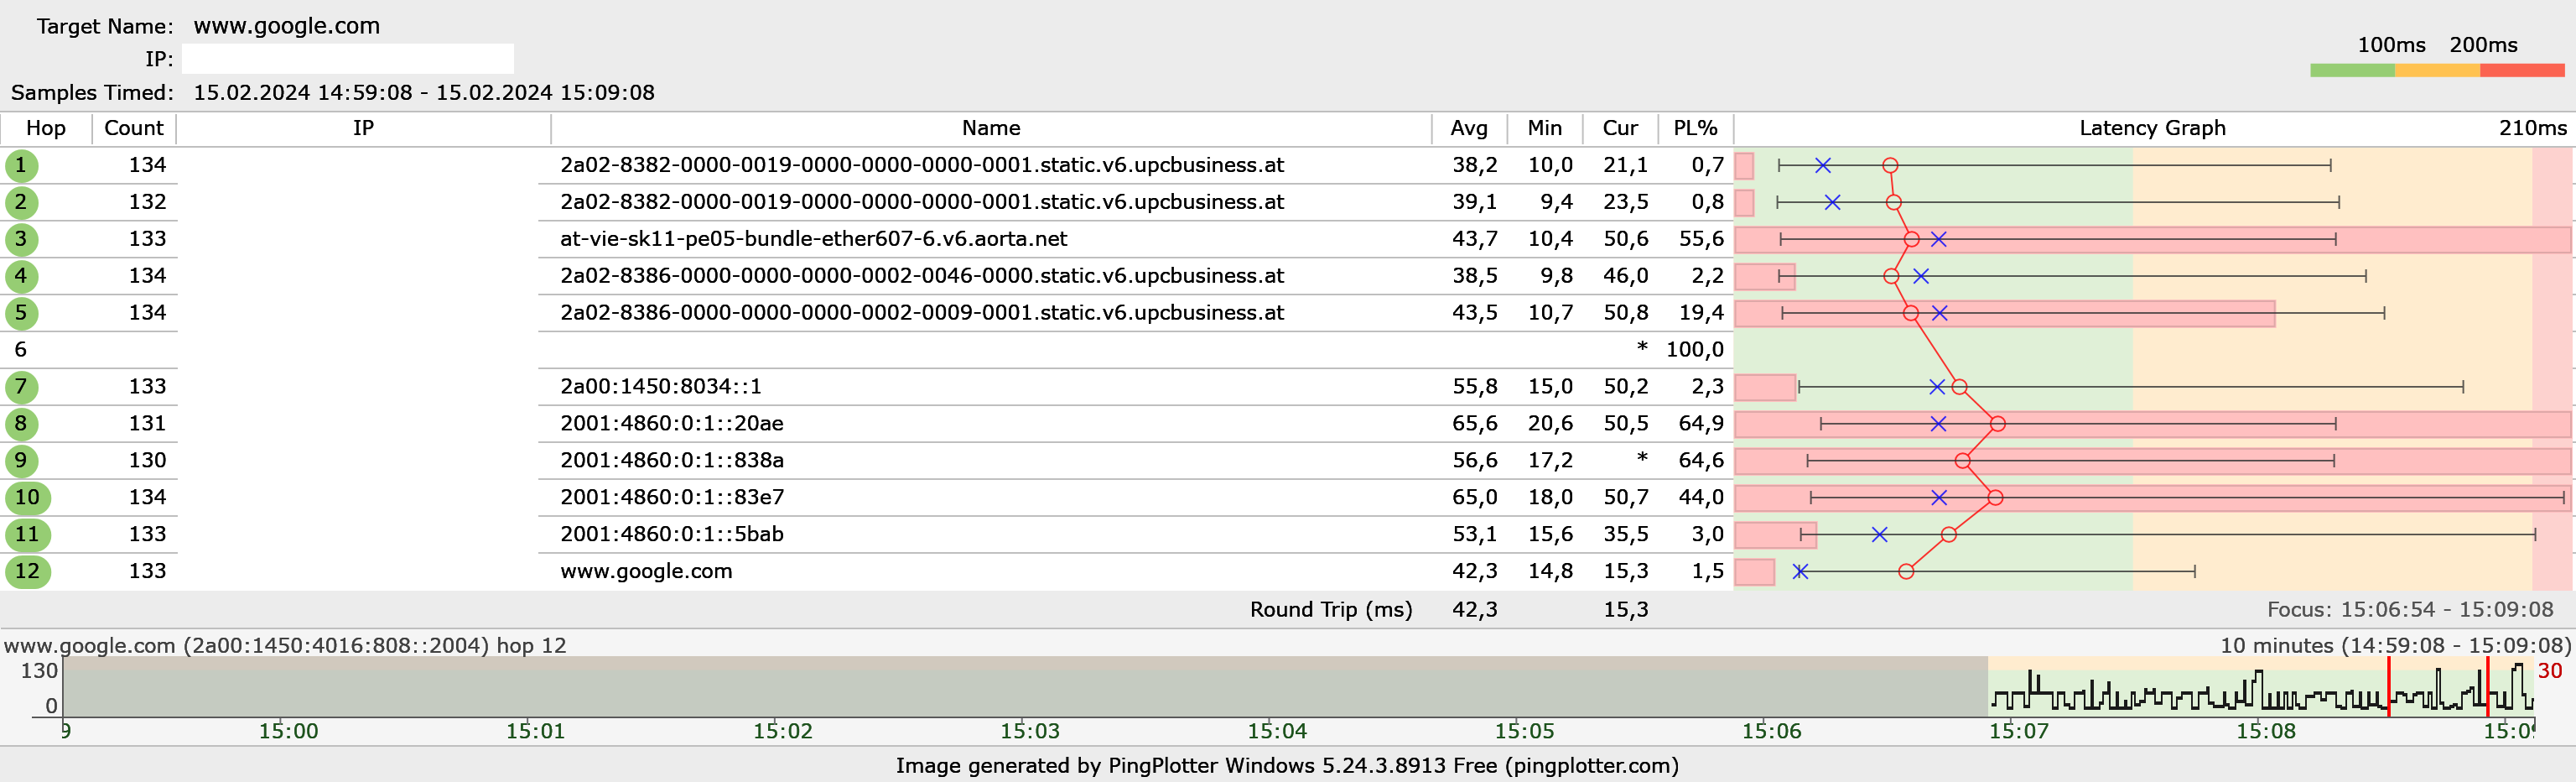 Target Name: www.google.com
IP:
Samples Timed: 15.02.2024 14:59:08 - 15.02.2024 15:09:08
100ms 200ms
Hop Count IP Name Avg Min Cur PL% Latency Graph 210ms
1 134 2a02-8382-0000-0019-0000-0000-0000-0001.static.v6.upcbusiness.at 38,2 10,0 21,1 0,7
2 132 2a02-8382-0000-0019-0000-0000-0000-0001.static.v6.upcbusiness.at 39,1 9,4 23,5 0,8
3 133 at-vie-sk11-pe05-bundle-ether607-6.v6.aorta.net 43,7 10,4 50,6 55,6
4 134 2a02-8386-0000-0000-0000-0002-0046-0000.static.v6.upcbusiness.at 38,5 9,8 46,0 2,2
5 134 2a02-8386-0000-0000-0000-0002-0009-0001.static.v6.upcbusiness.at 43,5 10,7 50,8 19,4
6 * 100,0
7 133 2a00:1450:8034::1 55,8 15,0 50,2 2,3
8 131 2001:4860:0:1::20ae 65,6 20,6 50,5 64,9
9 130 2001:4860:0:1::838a 56,6 17,2 * 64,6
10 134 2001:4860:0:1::83e7 65,0 18,0 50,7 44,0
11 133 2001:4860:0:1::5bab 53,1 15,6 35,5 3,0
12 133 www.google.com 42,3 14,8 15,3 1,5
Round Trip (ms) 42,3 15,3 Focus: 15:06:54 - 15:09:08
www.google.com (2a00:1450:4016:808::2004) hop 12 10 minutes (14:59:08 - 15:09:08)
130 30
0
9 15:00 15:01 15:02 15:03 15:04 15:05 15:06 15:07 15:08 15:0
Image generated by PingPlotter Windows 5.24.3.8913 Free (pingplotter.com)